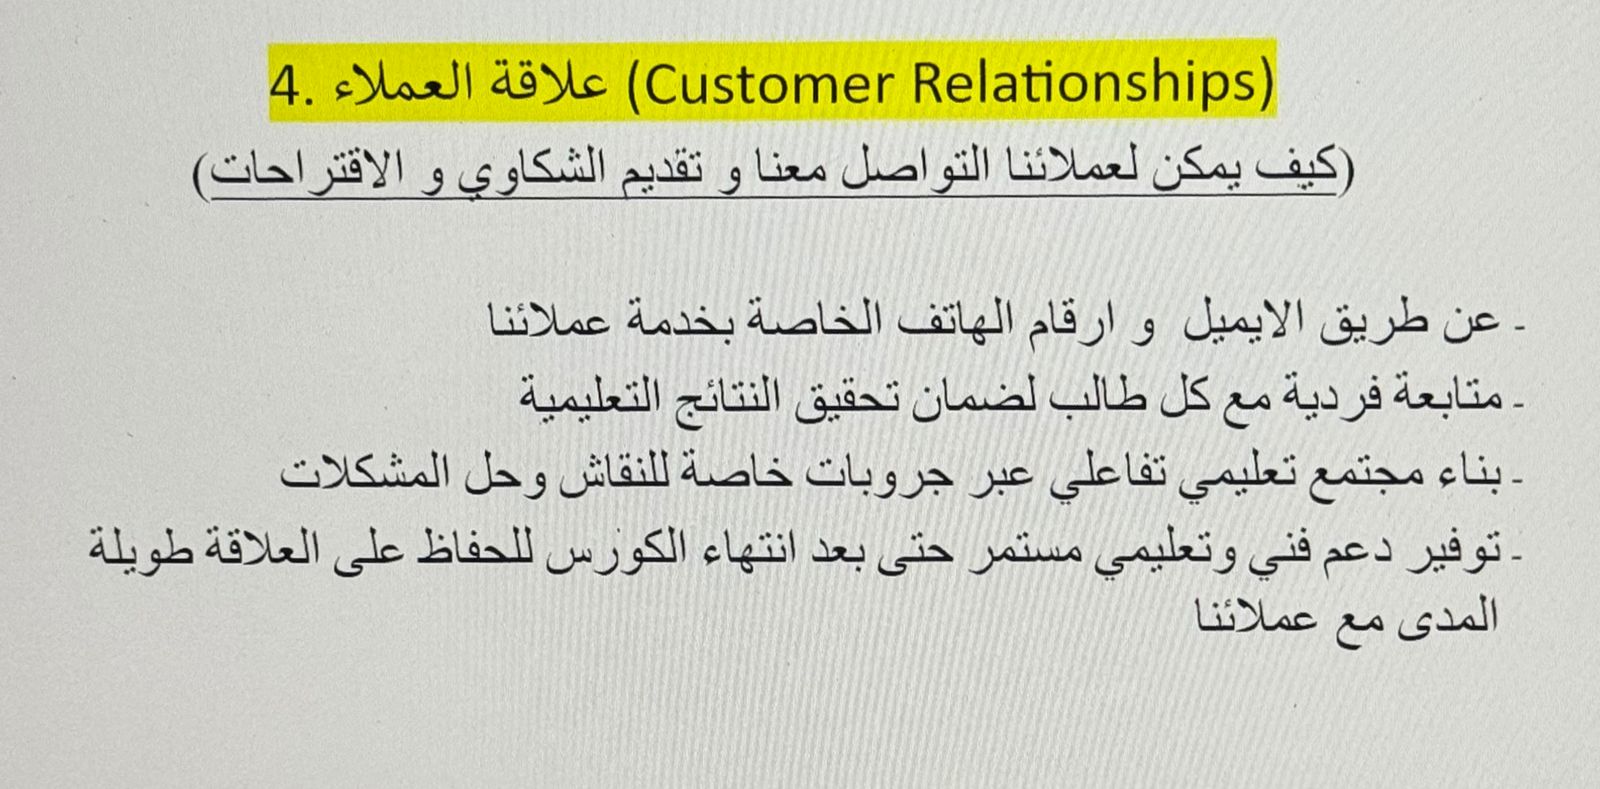 4. علاقة العملاء (Customer Relationships)
(كيف يمكن لعملائنا التواصل معنا و تقديم الشكاوي و الاقتراحات)
- عن طريق الايميل و ارقام الهاتف الخاصة بخدمة عملائنا
- متابعة فردية مع كل طالب لضمان تحقيق النتائج التعليمية
- بناء مجتمع تعليمي تفاعلي عبر جروبات خاصة للنقاش وحل المشكلات
- توفير دعم فني وتعليمي مستمر حتى بعد انتهاء الكورس للحفاظ على العلاقة طويلة
المدى مع عملائنا